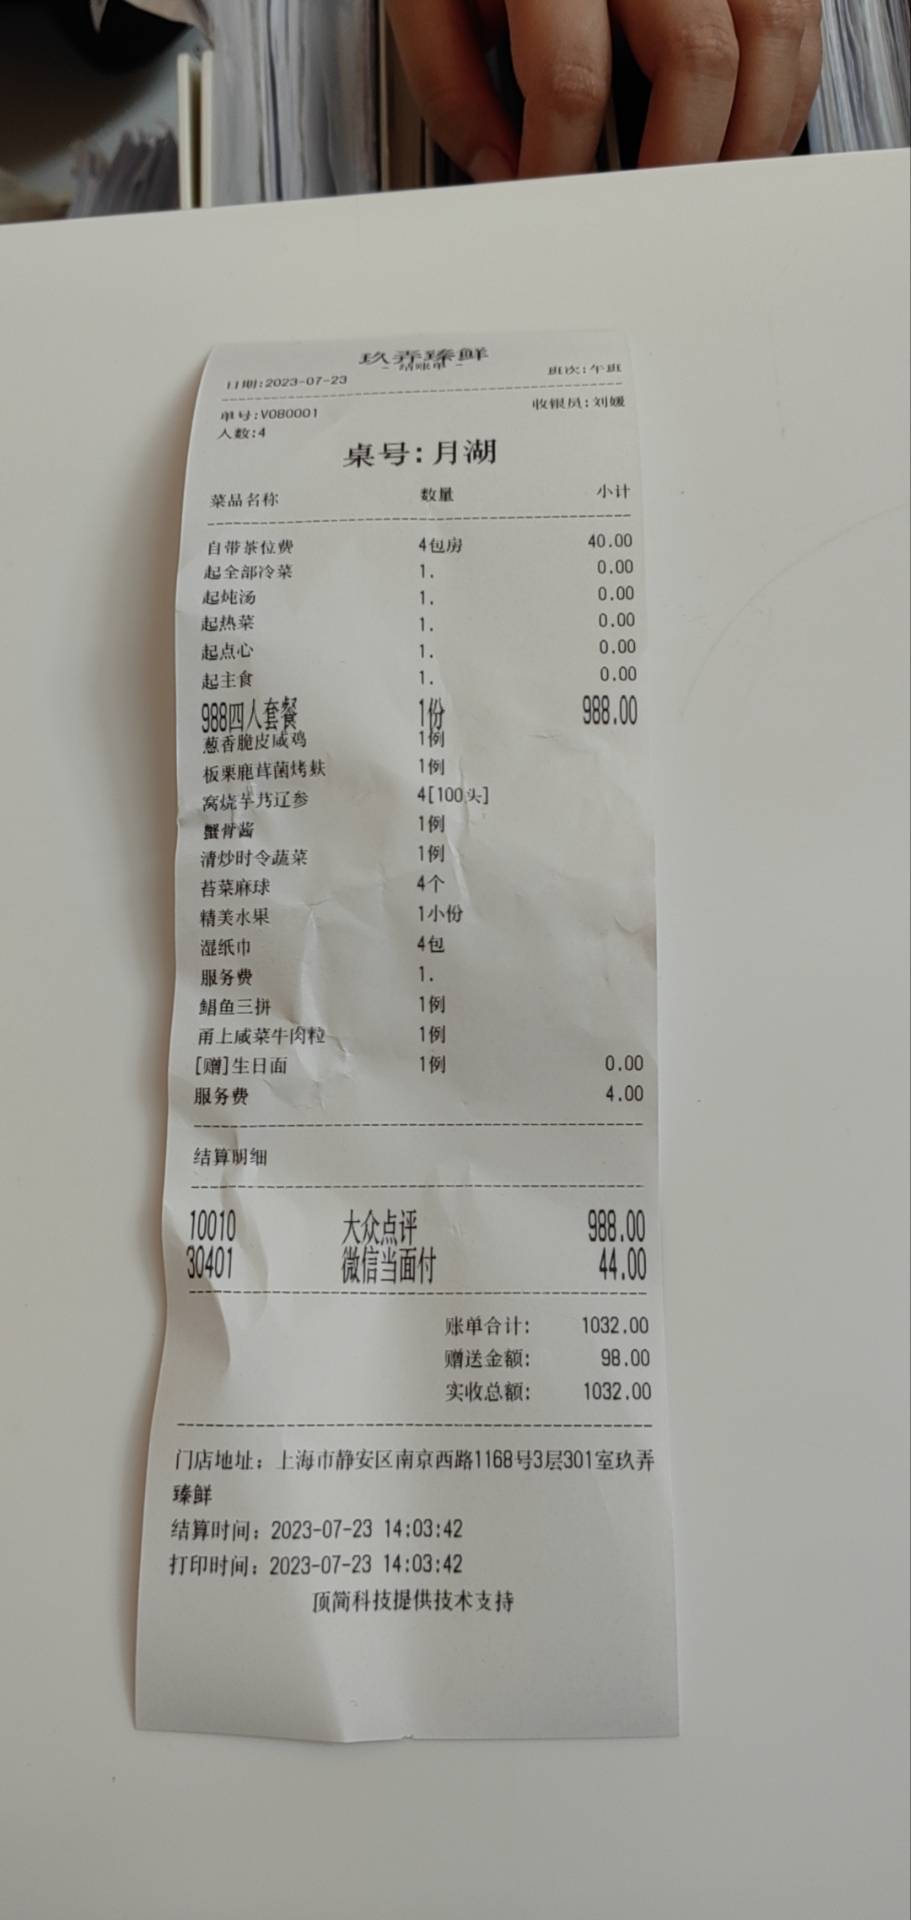 玖弄臻鲜
- 结账单 -
日期:2023-07-23 班次:午班
单号:V080001 收银员:刘媛
人数:4
桌号:月湖
菜品名称 数量 小计
自带茶位费 4包房 40.00
起全部冷菜 1. 0.00
起炖汤 1. 0.00
起热菜 1. 0.00
起点心 1. 0.00
起主食 1. 0.00
988四人套餐 1份 988.00
葱香脆皮咸鸡 1例
板栗鹿茸菌烤麸 1例
窝烧芋艿辽参 4[100头]
蟹骨酱 1例
清炒时令蔬菜 1例
苔菜麻球 4个
精美水果 1小份
湿纸巾 4包
服务费 1.
鲳鱼三拼 1例
甬上咸菜牛肉粒 1例
[赠]生日面 1例 0.00
服务费 4.00
结算明细
10010 大众点评 988.00
30401 微信当面付 44.00
账单合计: 1032.00
赠送金额: 98.00
实收总额: 1032.00
门店地址：上海市静安区南京西路1168号3层301室玖弄
臻鲜
结算时间：2023-07-23 14:03:42
打印时间：2023-07-23 14:03:42
顶简科技提供技术支持